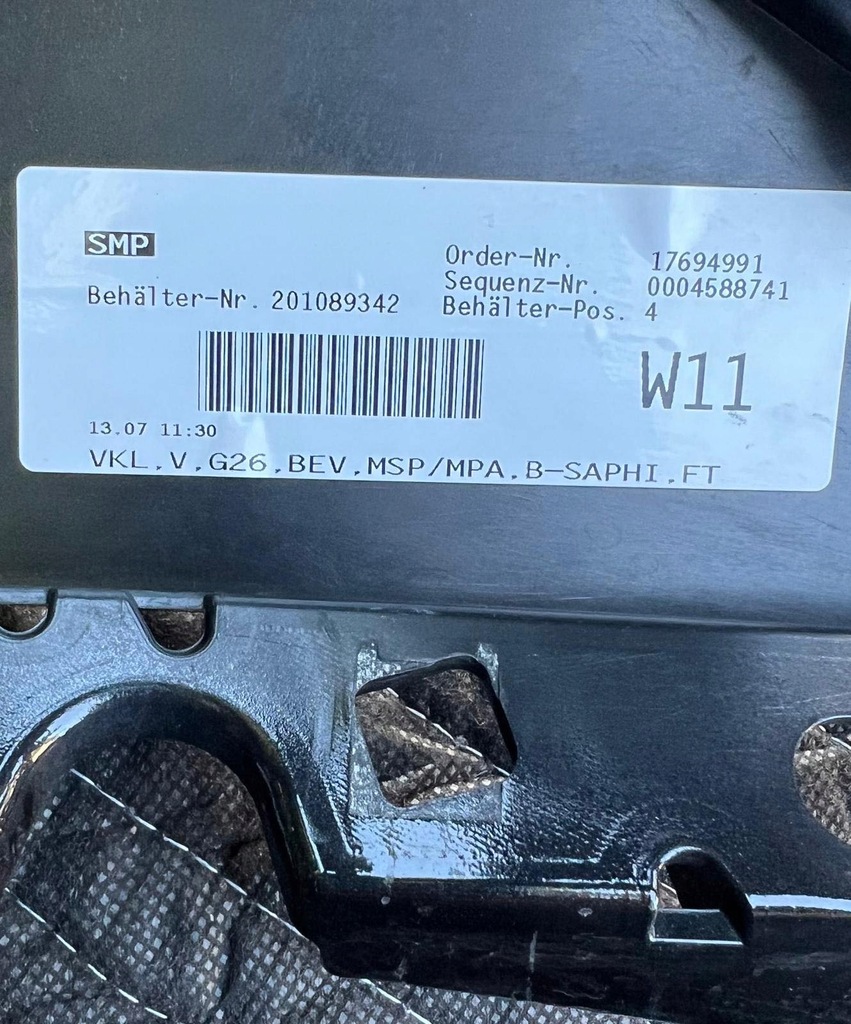 SMP
Order-Nr. 17694991
Sequenz-Nr. 0004588741
Behälter-Nr. 201089342
Behälter-Pos. 4
W11
13.07 11:30
VKL,V,G26,BEV,MSP/MPA,B-SAPHI,FT